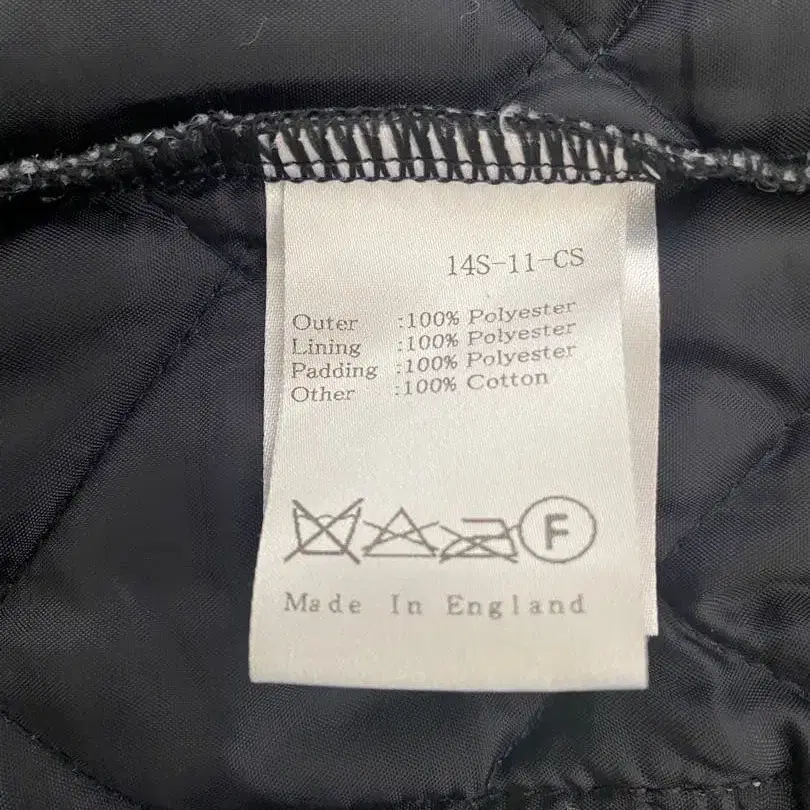 14S-11-CS
Outer :100% Polyester
Lining :100% Polyester
Padding :100% Polyester
Other :100% Cotton
F
Made In England